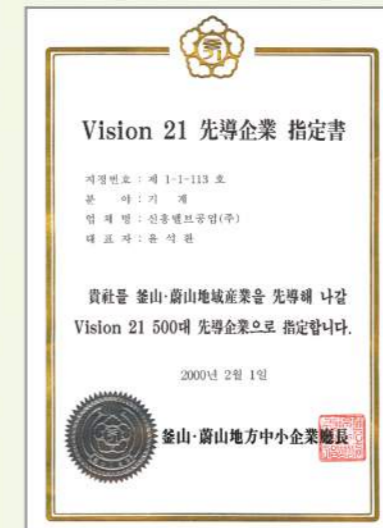 Vision 21 先導企業 指定書
지정번호 : 제 1-1-113 호
분 야 : 기 계
업 체 명 : 신흥밸브공업(주)
대 표 자 : 윤 석 환
貴社를 釜山·蔚山地域産業을 先導해 나갈
Vision 21 500대 先導企業으로 指定합니다.
2000년 2월 1일
釜山·蔚山地方中小企業廳長